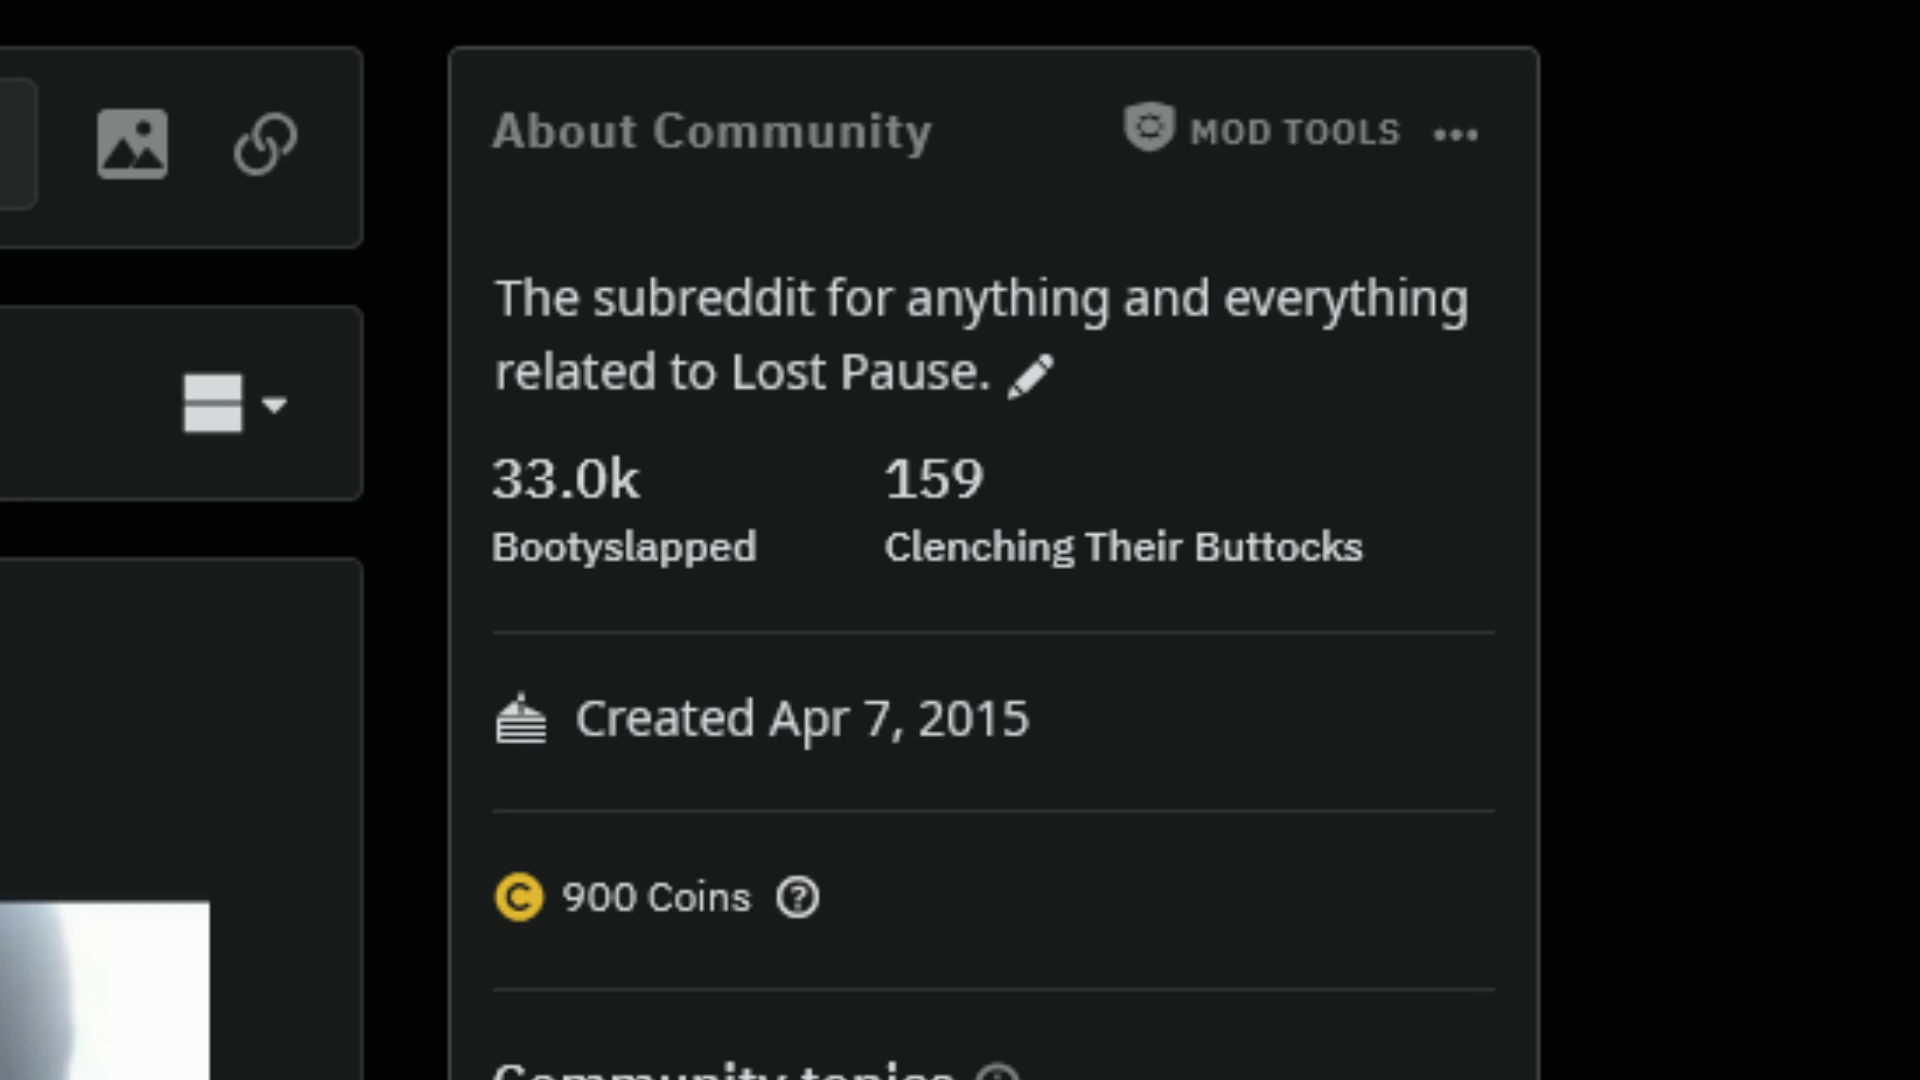 About Community
MOD TOOLS
The subreddit for anything and everything
related to Lost Pause.
33.0k
159
Bootyslapped
Clenching Their Buttocks
Created Apr 7, 2015
900 Coins
Community topics